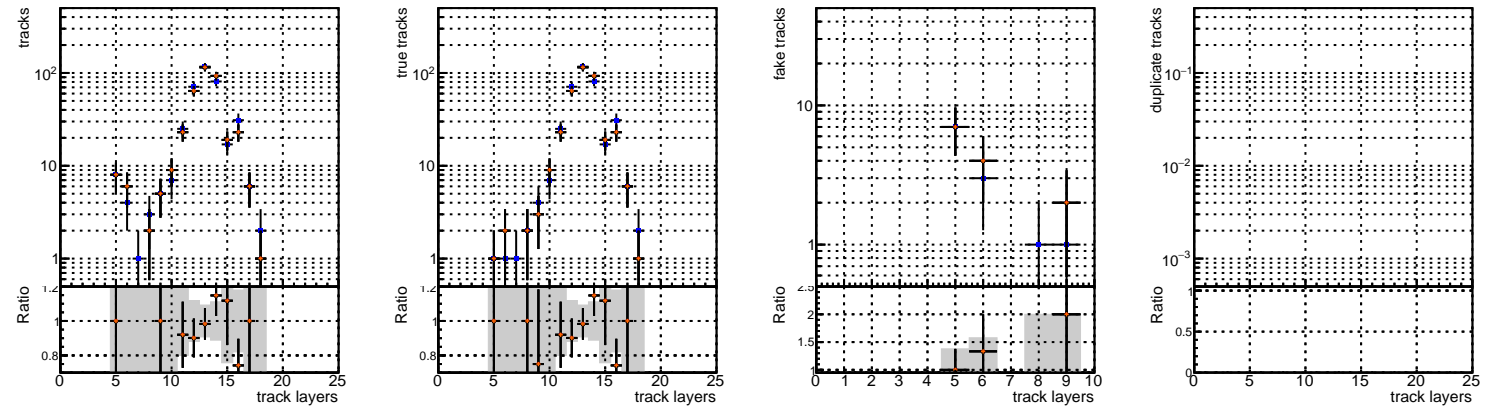 tracks
10²
10
1
Ratio
1.2
1
0.8
0 5 10 15 20 25
track layers
true tracks
10²
10
1
Ratio
1.2
1
0.8
0 5 10 15 20 25
track layers
fake tracks
10
1
Ratio
2.5
2
1.5
1
0 1 2 3 4 5 6 7 8 9 10
track layers
duplicate tracks
10⁻¹
10⁻²
10⁻³
Ratio
1
0.5
0
0 5 10 15 20 25
track layers